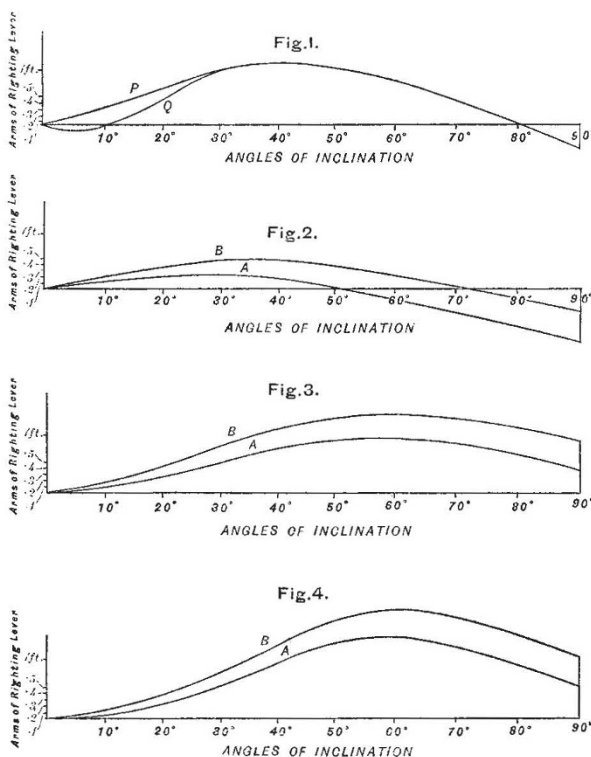 Fig.1.
Arms of Righting Lever
1ft.
P
Q
10° 20° 30° 40° 50° 60° 70° 80° 90
ANGLES OF INCLINATION
Fig.2.
Arms of Righting Lever
B
A
10° 20° 30° 40° 50° 60° 70° 80° 90°
ANGLES OF INCLINATION
Fig.3.
Arms of Righting Lever
1ft.
B
A
10° 20° 30° 40° 50° 60° 70° 80° 90°
ANGLES OF INCLINATION
Fig.4.
Arms of Righting Lever
1ft.
B
A
10° 20° 30° 40° 50° 60° 70° 80° 90°
ANGLES OF INCLINATION